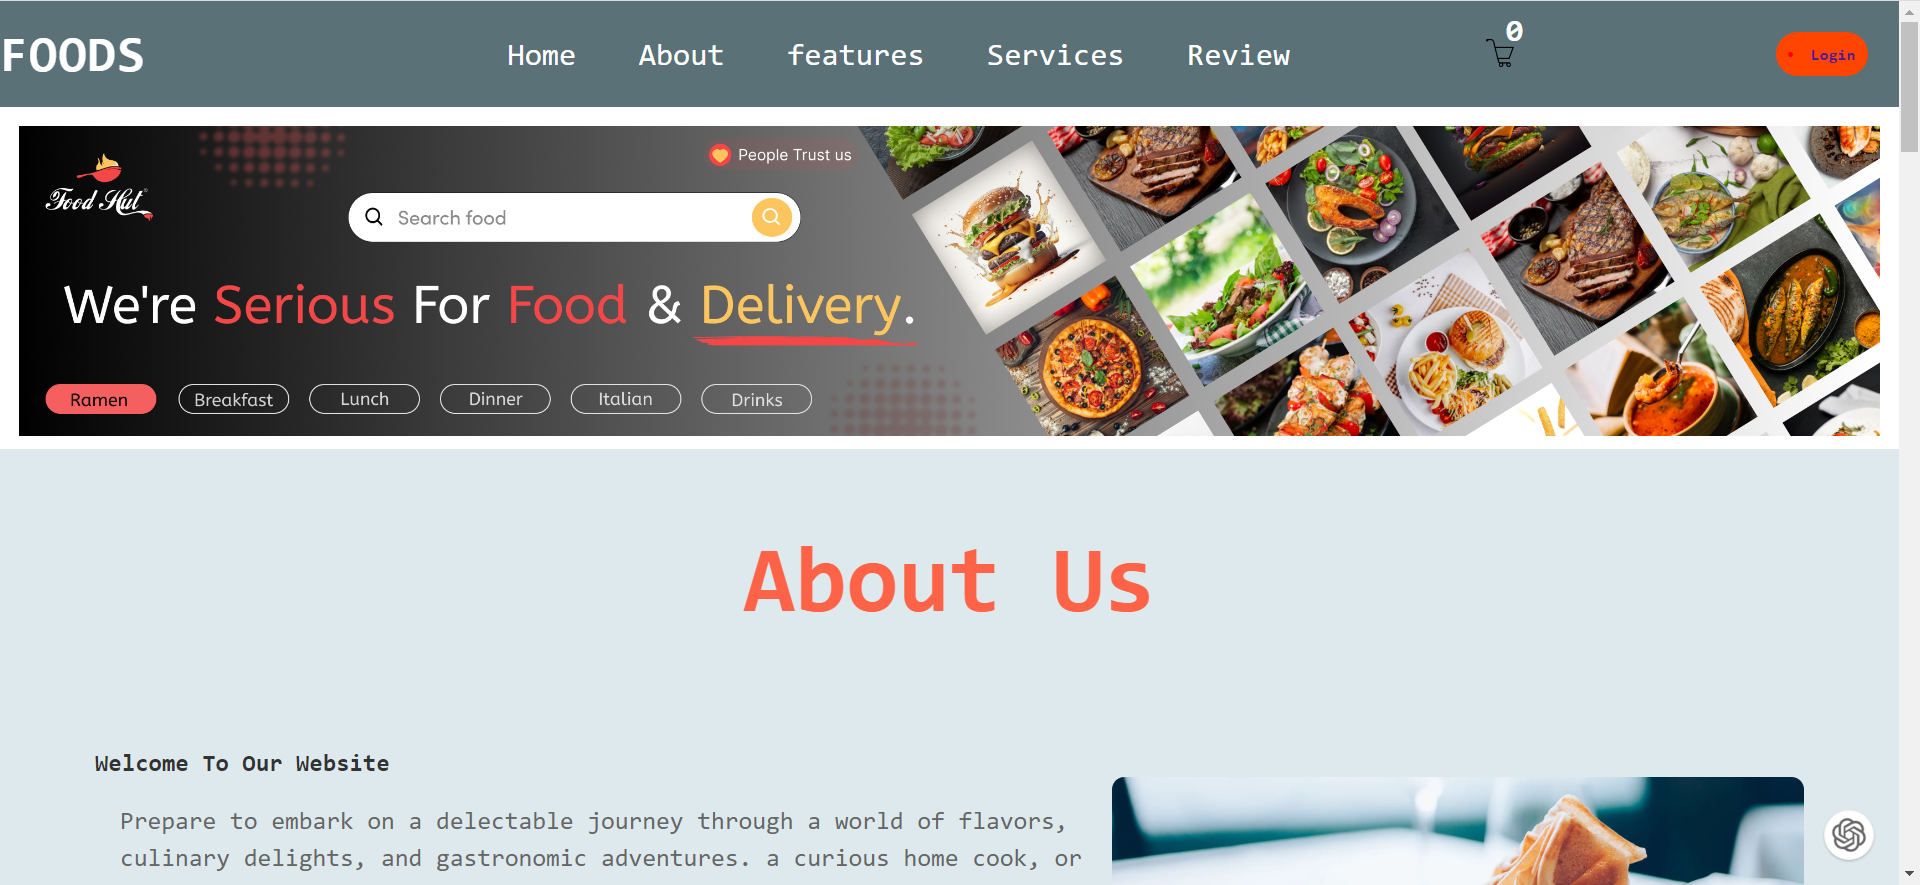 FOODS
Home About features Services Review
0
Login
Food Hut
People Trust us
Search food
We're Serious For Food & Delivery.
Ramen Breakfast Lunch Dinner Italian Drinks
About Us
Welcome To Our Website
Prepare to embark on a delectable journey through a world of flavors,
culinary delights, and gastronomic adventures. a curious home cook, or